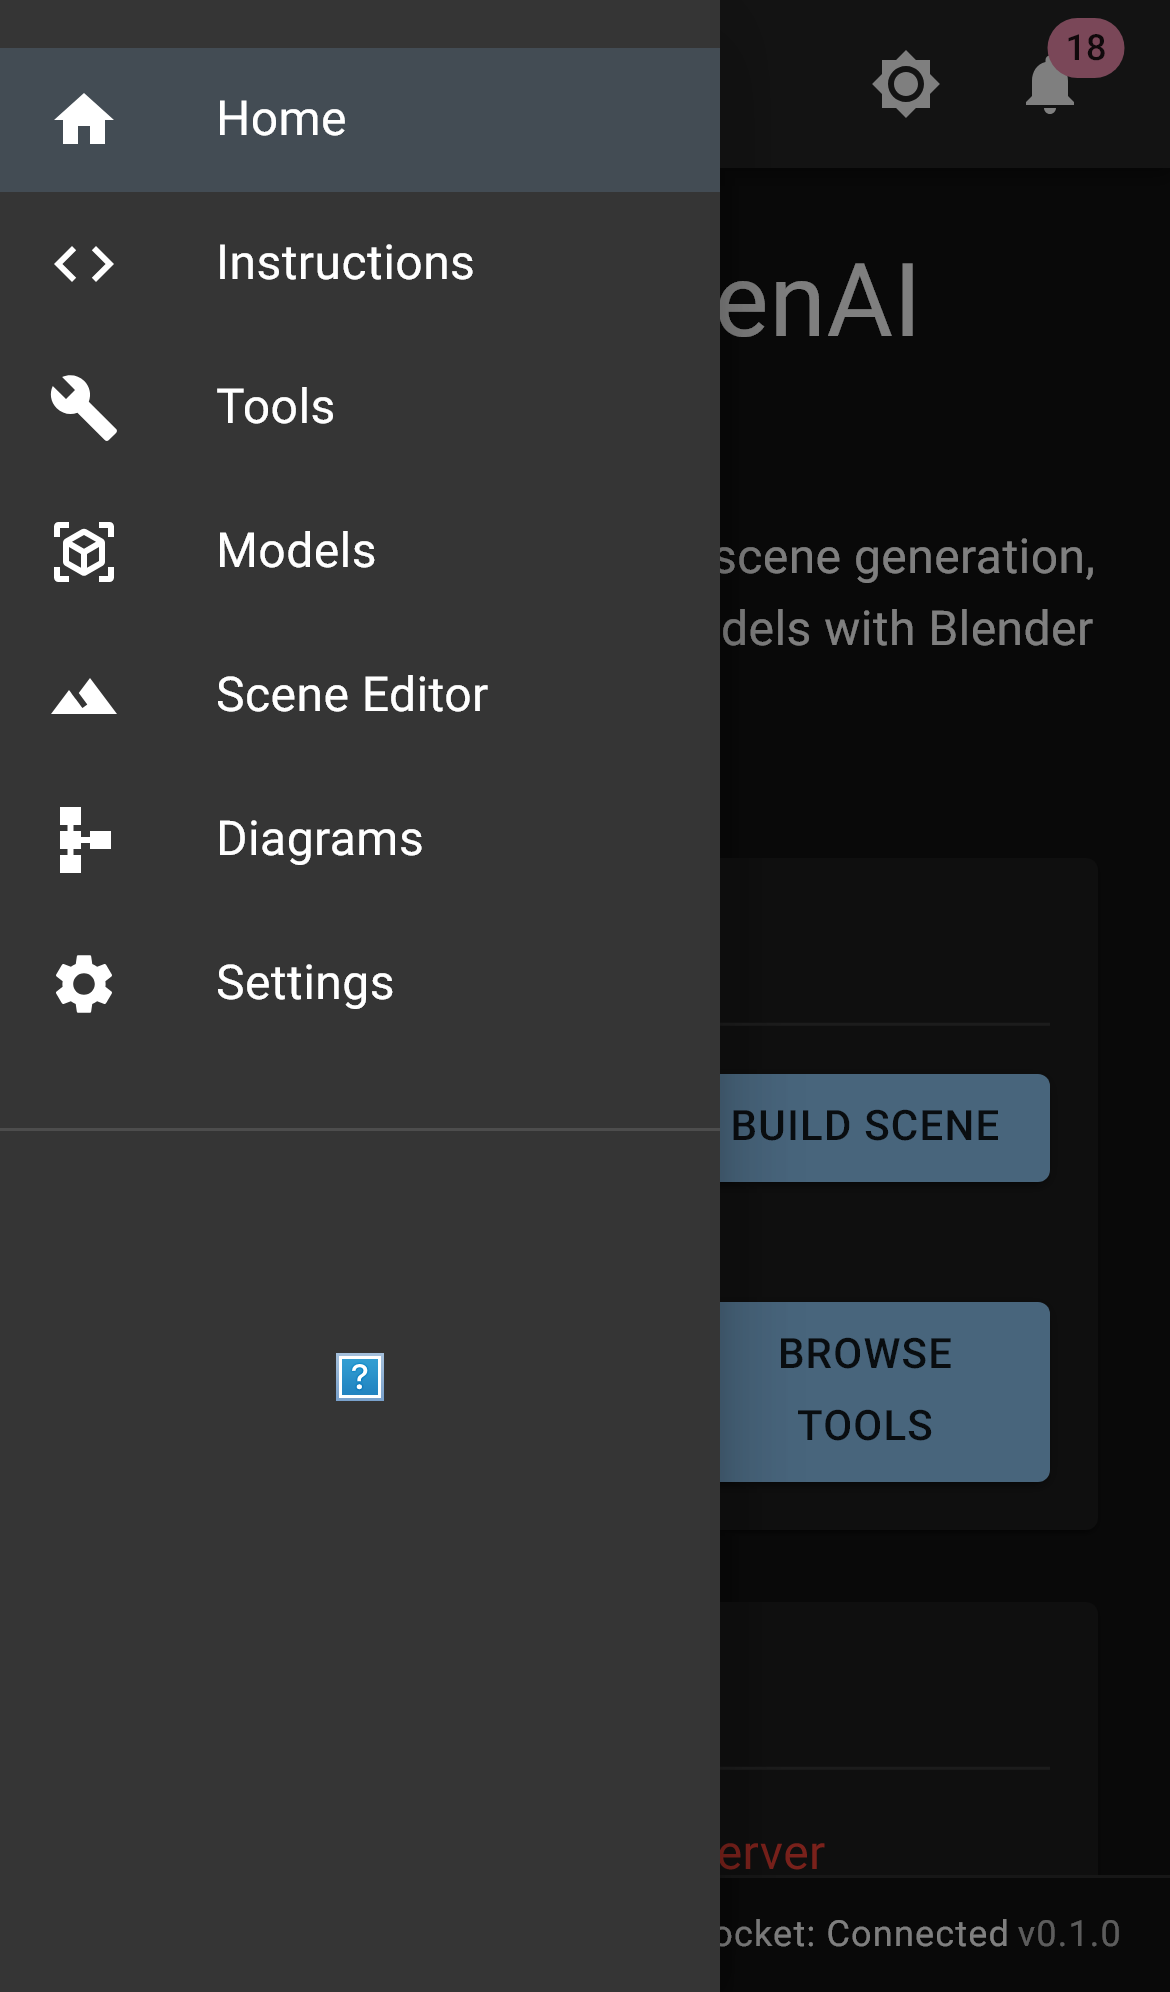 18
Home
Instructions
enAI
Tools
Models
scene generation,
dels with Blender
Scene Editor
Diagrams
Settings
BUILD SCENE
?
BROWSE
TOOLS
erver
ocket: Connected v0.1.0